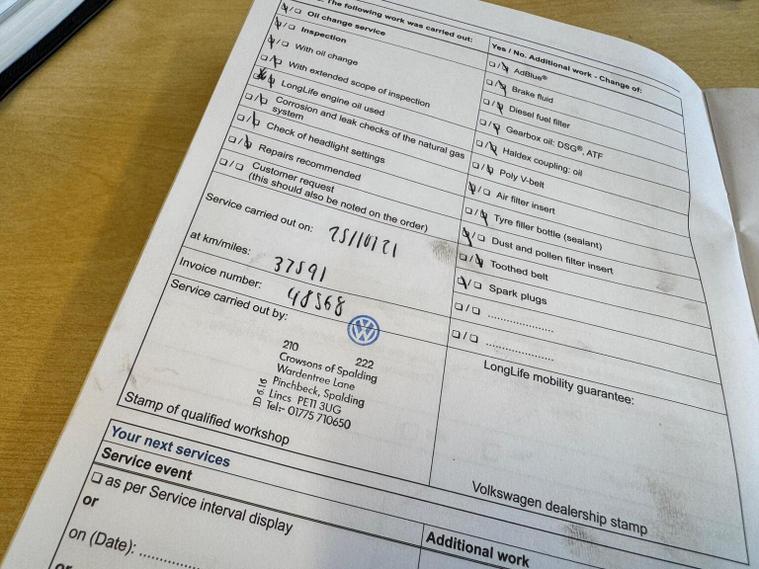 The following work was carried out:
Oil change service
Inspection
With oil change
With extended scope of inspection
LongLife engine oil used
Corrosion and leak checks of the natural gas
system
Check of headlight settings
Repairs recommended
Customer request
(this should also be noted on the order)
Service carried out on: 25/10/21
at km/miles: 37591
Invoice number: 48568
Service carried out by:
VW
210 222
Crowsons of Spalding
Wardentree Lane
Pinchbeck, Spalding
Lincs PE11 3UG
Tel:- 01775 710650
ID 6.16
Stamp of qualified workshop
Yes / No. Additional work - Change of:
AdBlue®
Brake fluid
Diesel fuel filter
Gearbox oil: DSG®, ATF
Haldex coupling: oil
Poly V-belt
Air filter insert
Tyre filler bottle (sealant)
Dust and pollen filter insert
Toothed belt
Spark plugs
LongLife mobility guarantee:
Volkswagen dealership stamp
Your next services
Service event
as per Service interval display
or
on (Date): ..........
or
Additional work